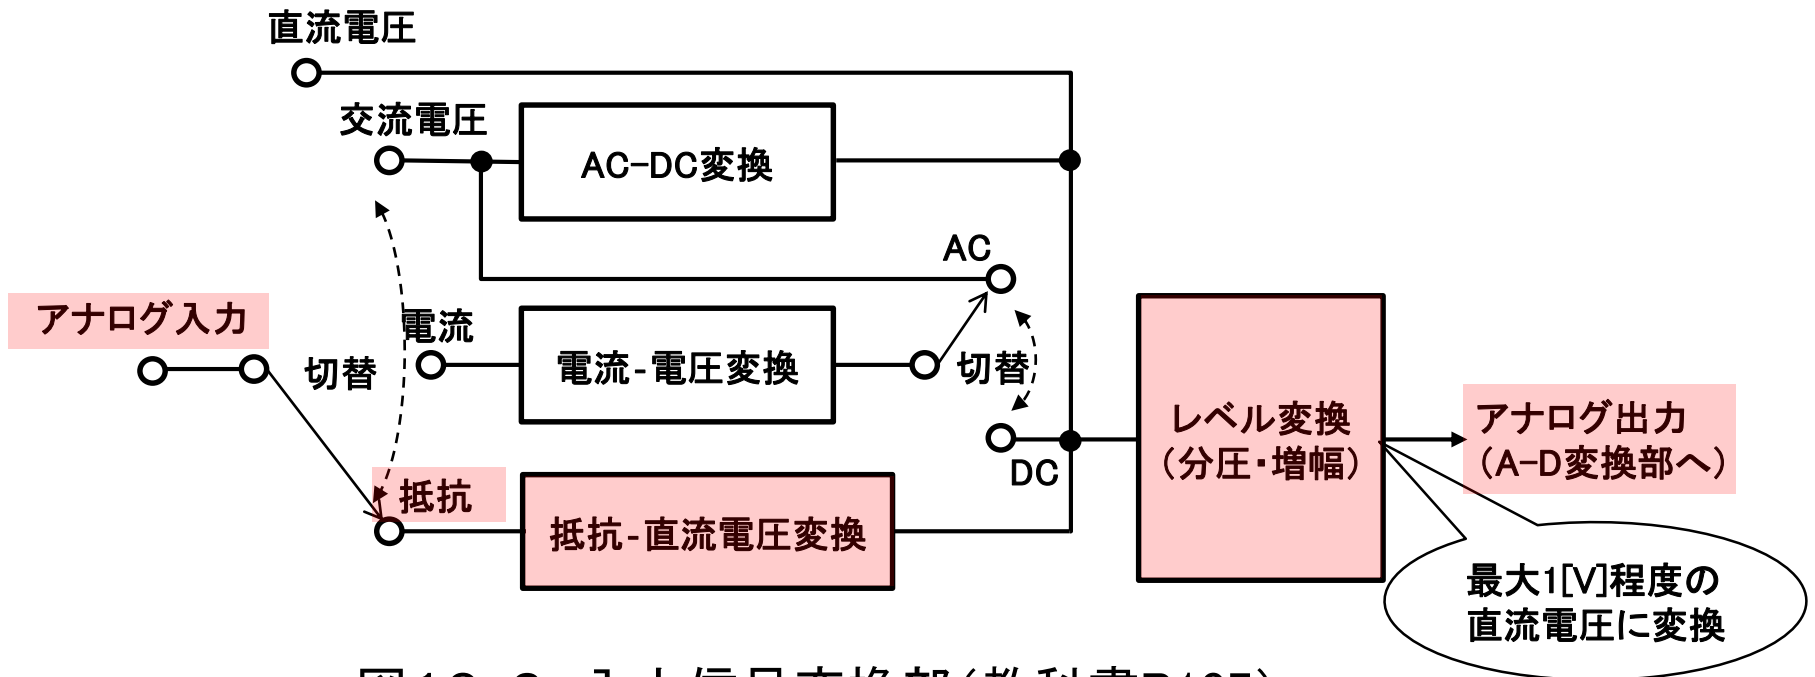 直流電圧
交流電圧
AC-DC変換
AC
アナログ入力
切替
電流
電流-電圧変換
切替
DC
レベル変換
(分圧・増幅)
アナログ出力
(A-D変換部へ)
抵抗
抵抗-直流電圧変換
最大1[V]程度の
直流電圧に変換